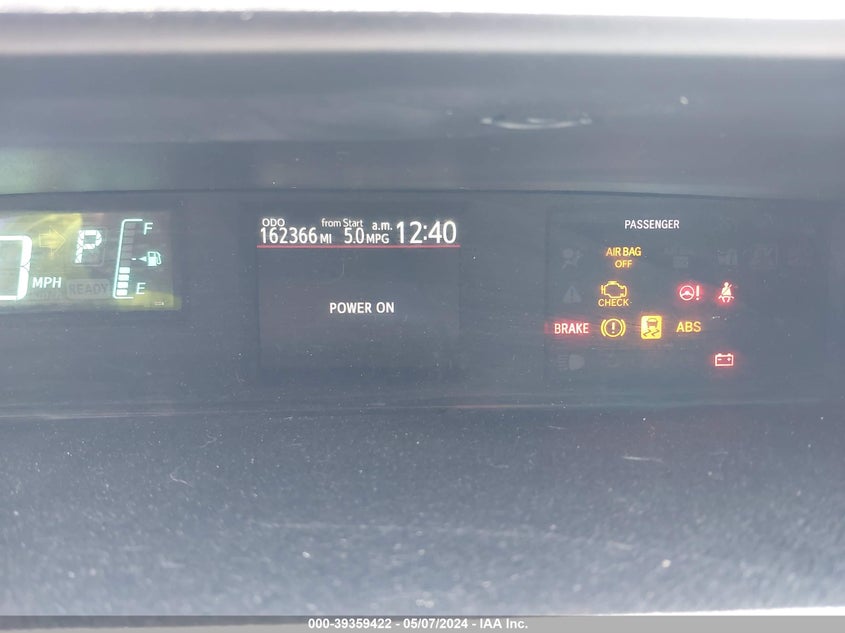 F
P
MPH
READY
E
ODO from Start a.m.
162366 MI 5.0 MPG 12:40
POWER ON
PASSENGER
AIR BAG
OFF
CHECK
BRAKE ABS
000-39359422 - 05/07/2024 - IAA Inc.